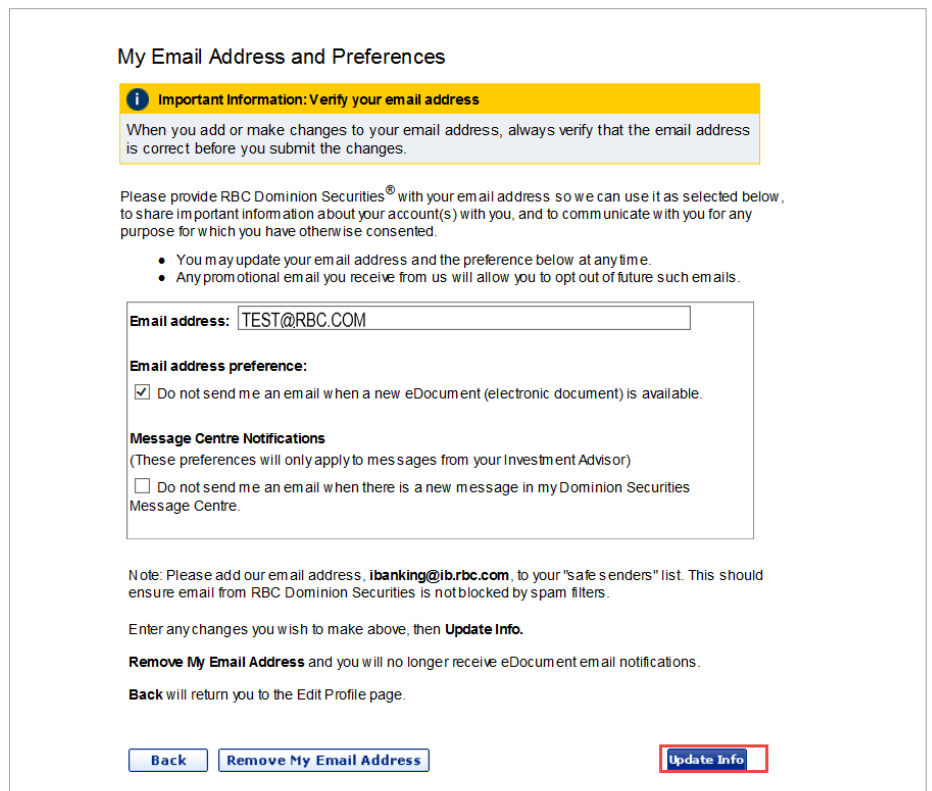 My Email Address and Preferences
Important Information: Verify your email address
When you add or make changes to your email address, always verify that the email address
is correct before you submit the changes.
Please provide RBC Dominion Securities® with your email address so we can use it as selected below,
to share important information about your account(s) with you, and to communicate with you for any
purpose for which you have otherwise consented.
• You may update your email address and the preference below at any time.
• Any promotional email you receive from us will allow you to opt out of future such emails.
Email address: TEST@RBC.COM
Email address preference:
Do not send me an email when a new eDocument (electronic document) is available.
Message Centre Notifications
(These preferences will only apply to messages from your Investment Advisor)
Do not send me an email when there is a new message in my Dominion Securities
Message Centre.
Note: Please add our email address, ibanking@ib.rbc.com, to your "safe senders" list. This should
ensure email from RBC Dominion Securities is not blocked by spam filters.
Enter any changes you wish to make above, then Update Info.
Remove My Email Address and you will no longer receive eDocument email notifications.
Back will return you to the Edit Profile page.
Back Remove My Email Address Update Info